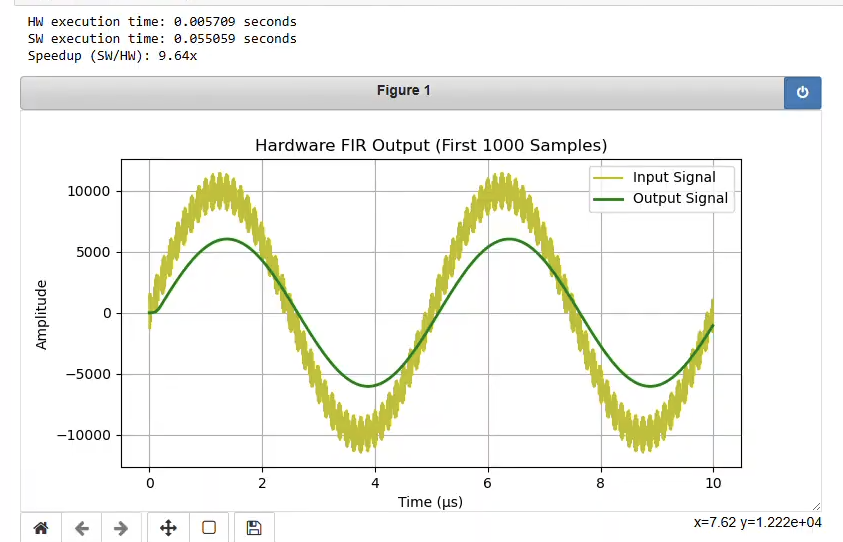 HW execution time: 0.005709 seconds
SW execution time: 0.055059 seconds
Speedup (SW/HW): 9.64x
Figure 1
Hardware FIR Output (First 1000 Samples)
Input Signal
Output Signal
10000
5000
0
−5000
−10000
Amplitude
0 2 4 6 8 10
Time (µs)
x=7.62 y=1.222e+04